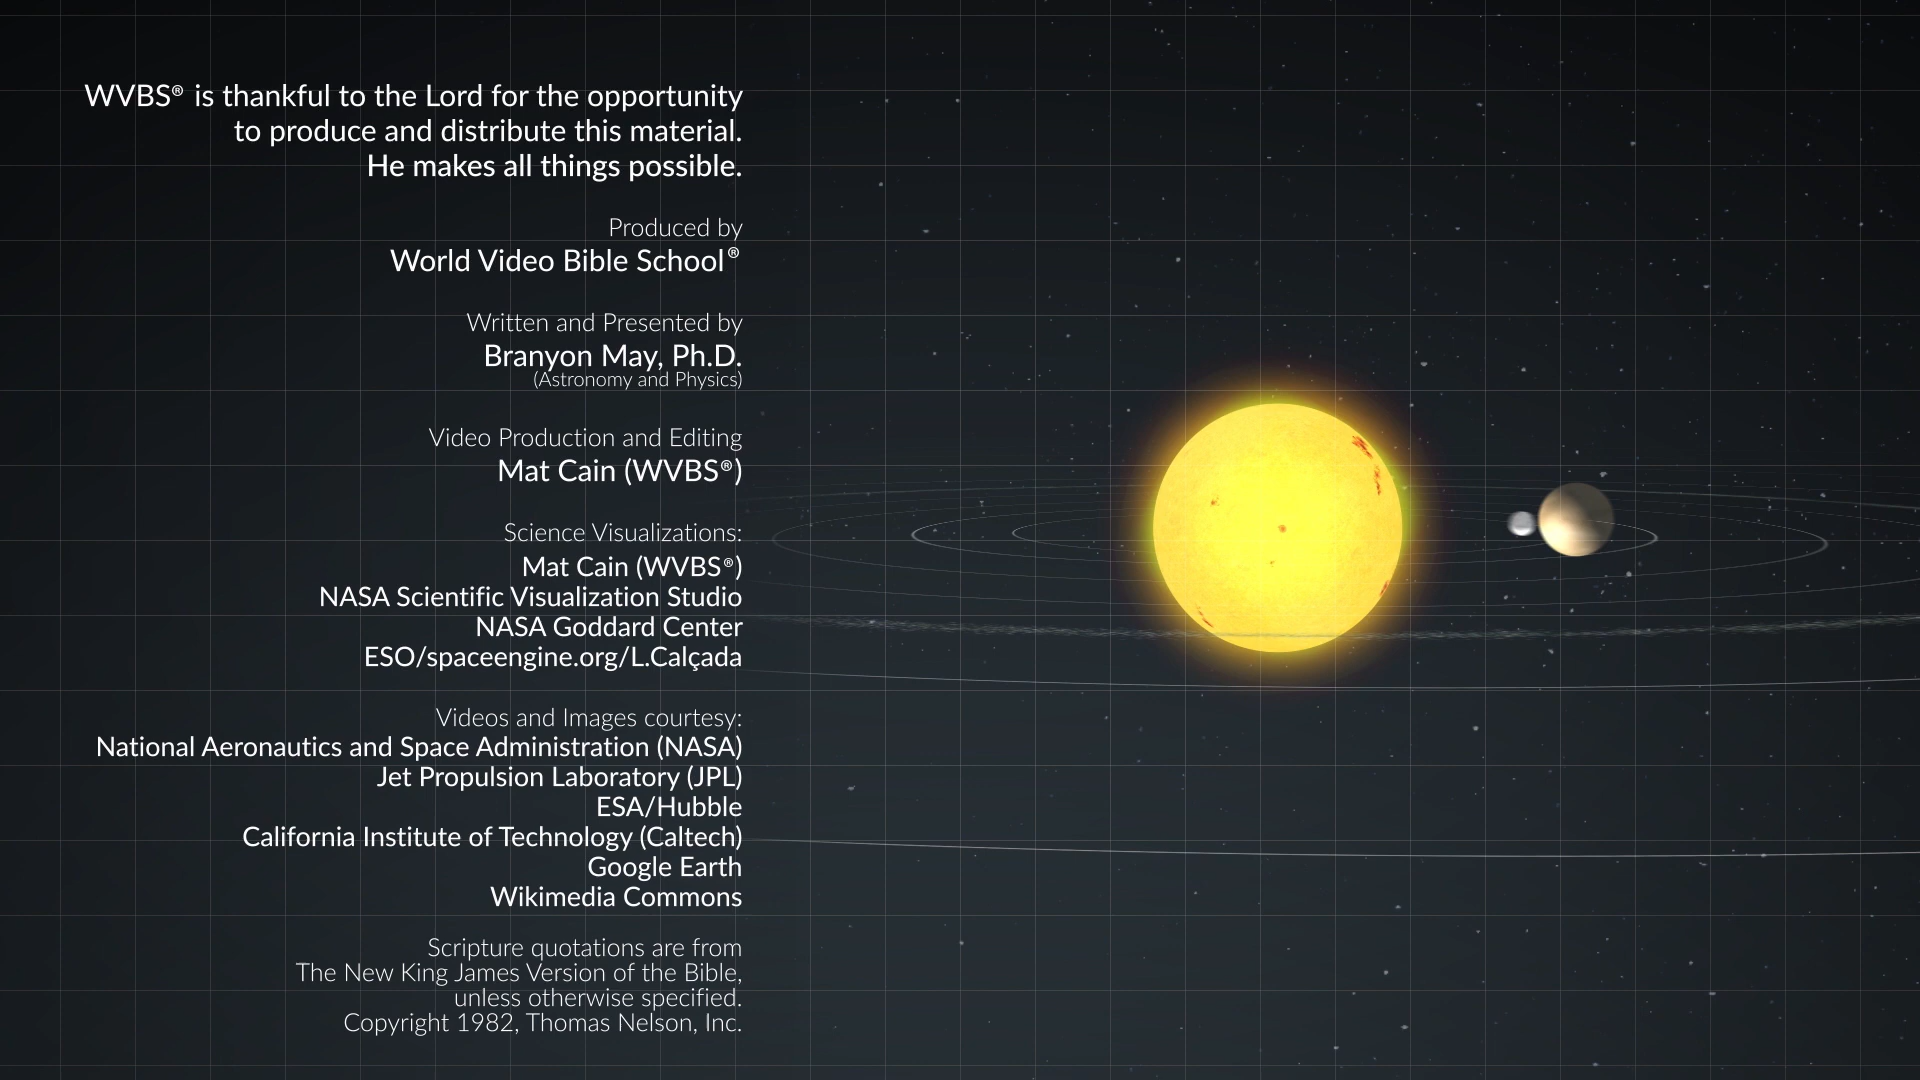 WVBS® is thankful to the Lord for the opportunity
to produce and distribute this material.
He makes all things possible.
Produced by
World Video Bible School®
Written and Presented by
Branyon May, Ph.D.
(Astronomy and Physics)
Video Production and Editing
Mat Cain (WVBS®)
Science Visualizations:
Mat Cain (WVBS®)
NASA Scientific Visualization Studio
NASA Goddard Center
ESO/spaceengine.org/L.Calçada
Videos and Images courtesy:
National Aeronautics and Space Administration (NASA)
Jet Propulsion Laboratory (JPL)
ESA/Hubble
California Institute of Technology (Caltech)
Google Earth
Wikimedia Commons
Scripture quotations are from
The New King James Version of the Bible,
unless otherwise specified.
Copyright 1982, Thomas Nelson, Inc.